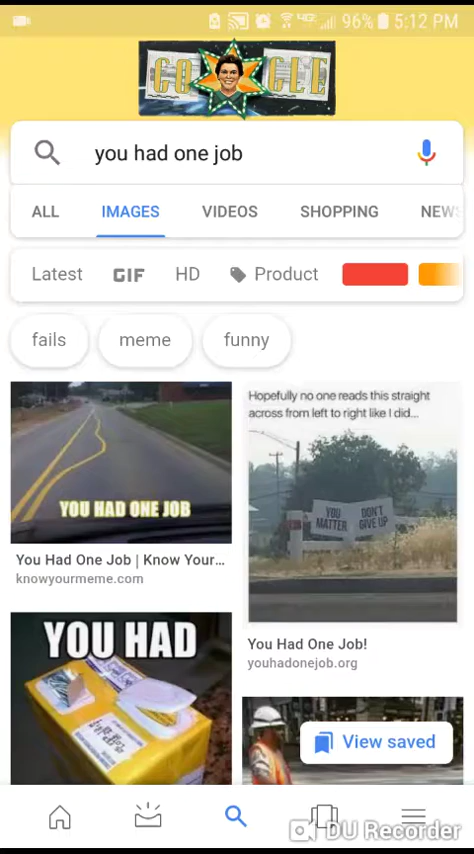 96% 5:12 PM
GO GLE
you had one job
ALL IMAGES VIDEOS SHOPPING NEWS
Latest GIF HD Product
fails meme funny
YOU HAD ONE JOB
You Had One Job | Know Your...
knowyourmeme.com
Hopefully no one reads this straight
across from left to right like I did...
YOU DON'T
MATTER GIVE UP
You Had One Job!
youhadonejob.org
YOU HAD
View saved
DU Recorder